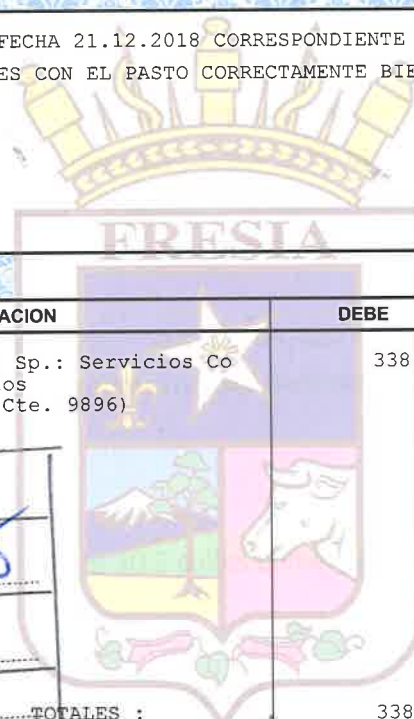 FECHA 21.12.2018 CORRESPONDIENTE
ES CON EL PASTO CORRECTAMENTE BIE
FRESIA
ACION DEBE
Sp.: Servicios Co 338
os
Cte. 9896)
TOTALES : 338